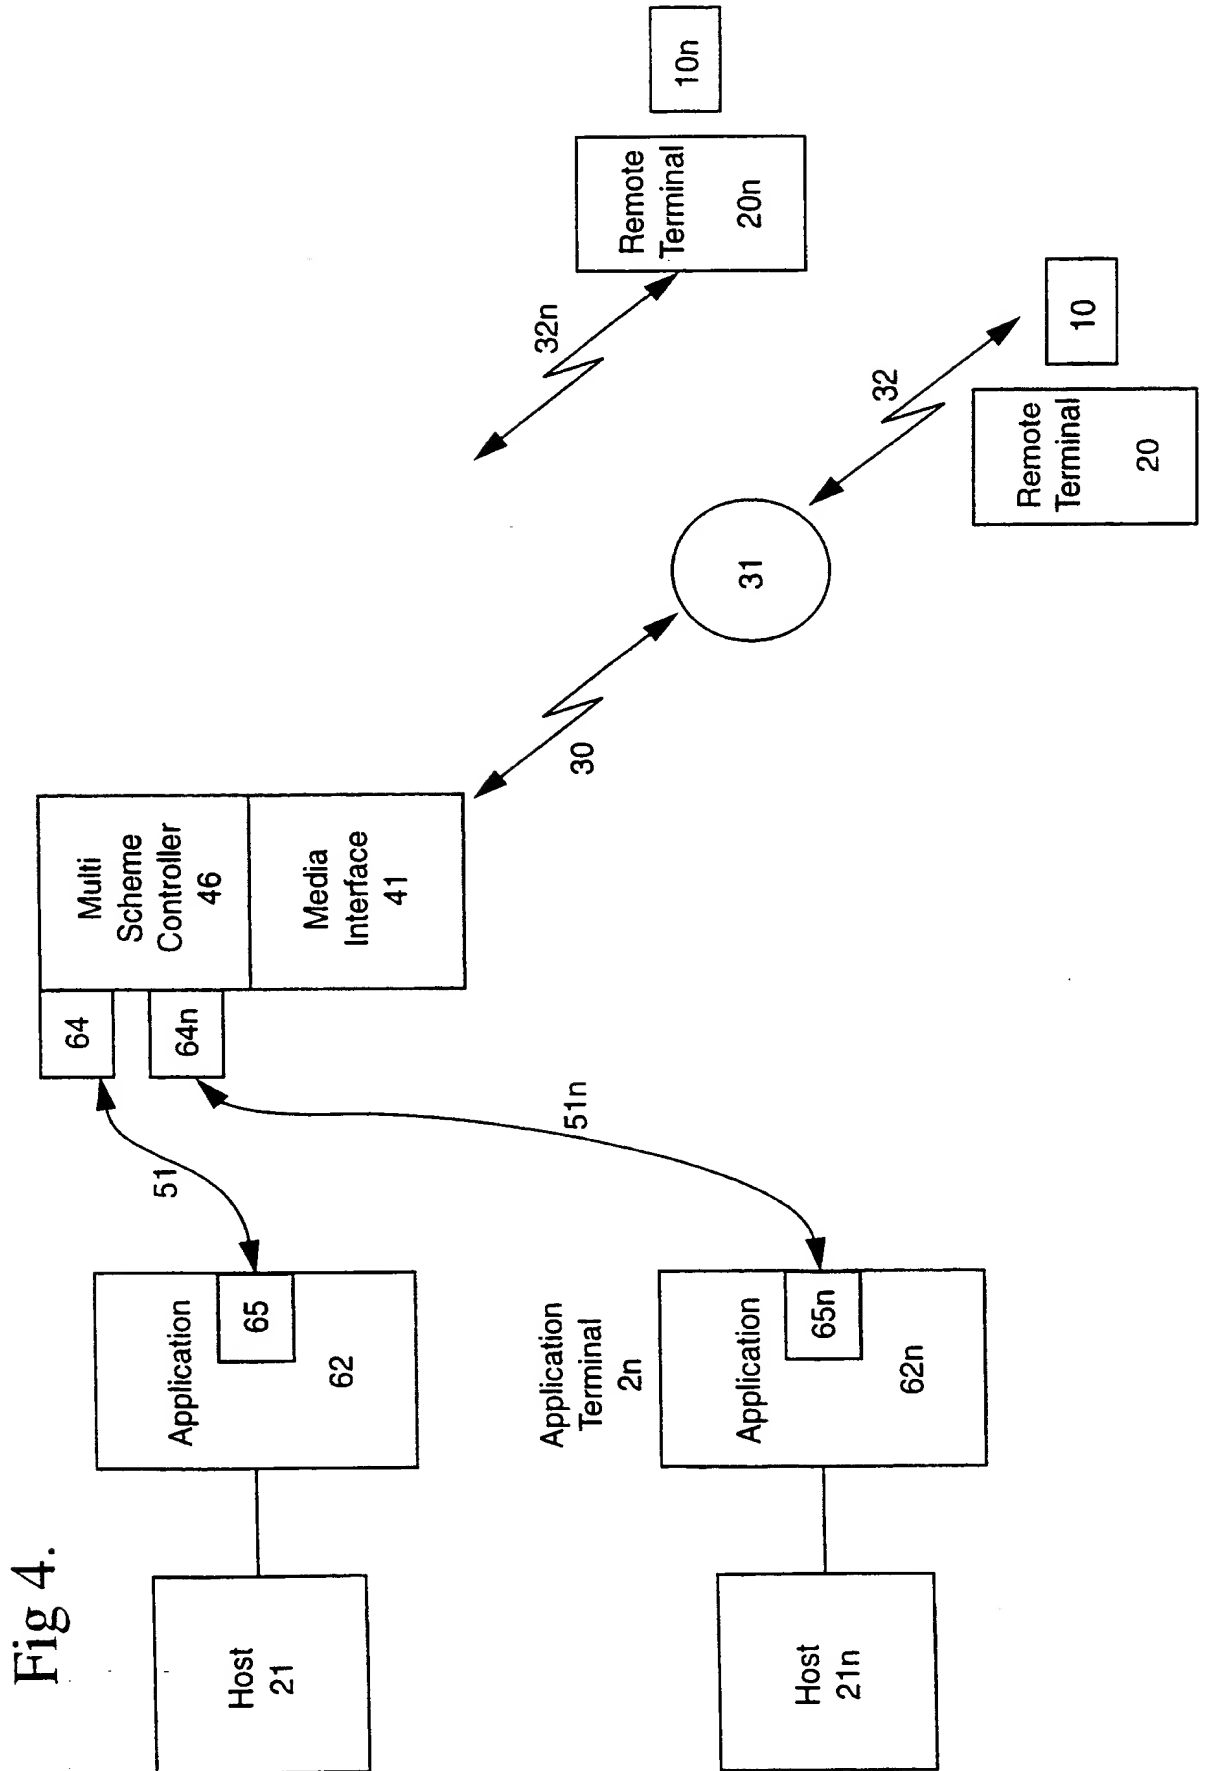 Fig 4.
Host
21
Application
65
62
51
64
64n
Multi
Scheme
Controller
46
Media
Interface
41
30
31
32n
Remote
Terminal
20n
10n
32
10
Remote
Terminal
20
51n
Application
Terminal
2n
Application
65n
62n
Host
21n